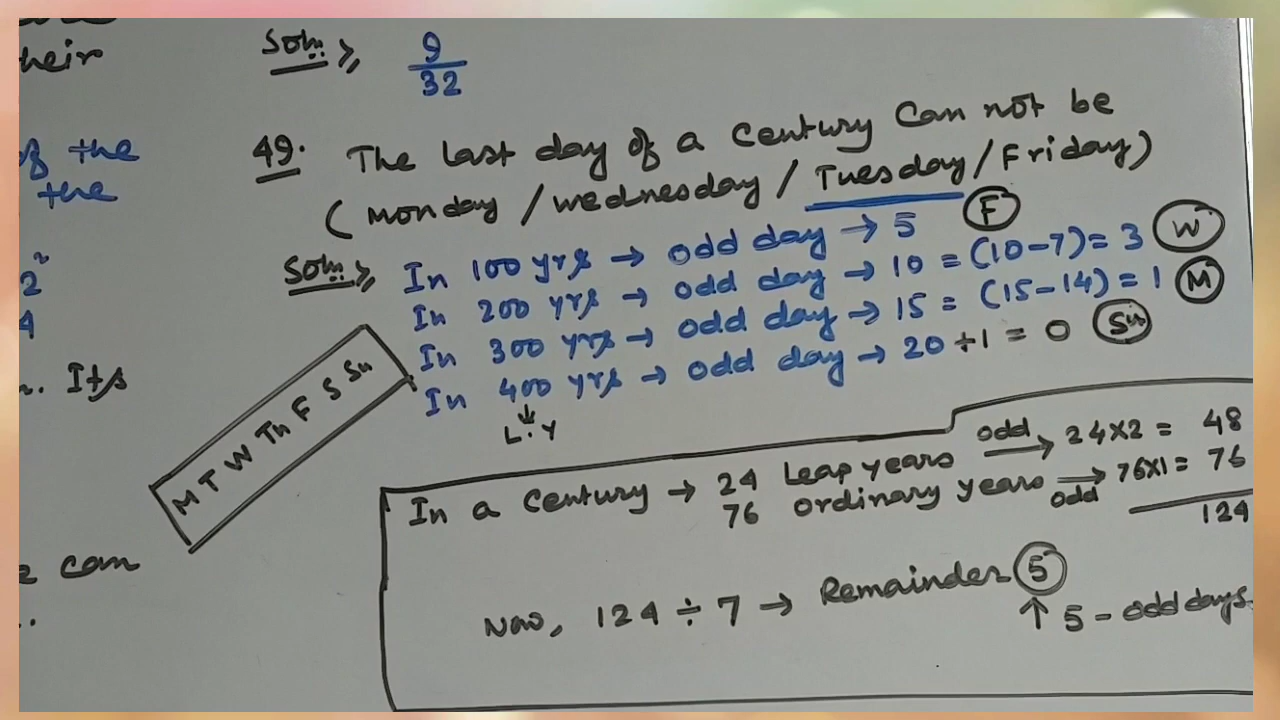 heir
Soln.
9
32
of the
the
49. The last day of a century can not be
(monday / wednesday / Tuesday / Friday)
Soln.
In 100 yrs → odd day → 5 (F)
In 200 yrs → odd day → 10 = (10-7) = 3 (W)
In 300 yrs → odd day → 15 = (15-14) = 1 (M)
In 400 yrs → odd day → 20 + 1 = 0 (Su)
L.Y
2
4
. Its
M T W Th F S Su
In a century → 24 Leap years odd → 24×2 = 48
76 ordinary years → odd 76×1 = 76
124
can
Now, 124 ÷ 7 → Remainder (5)
↑ 5 - odd days